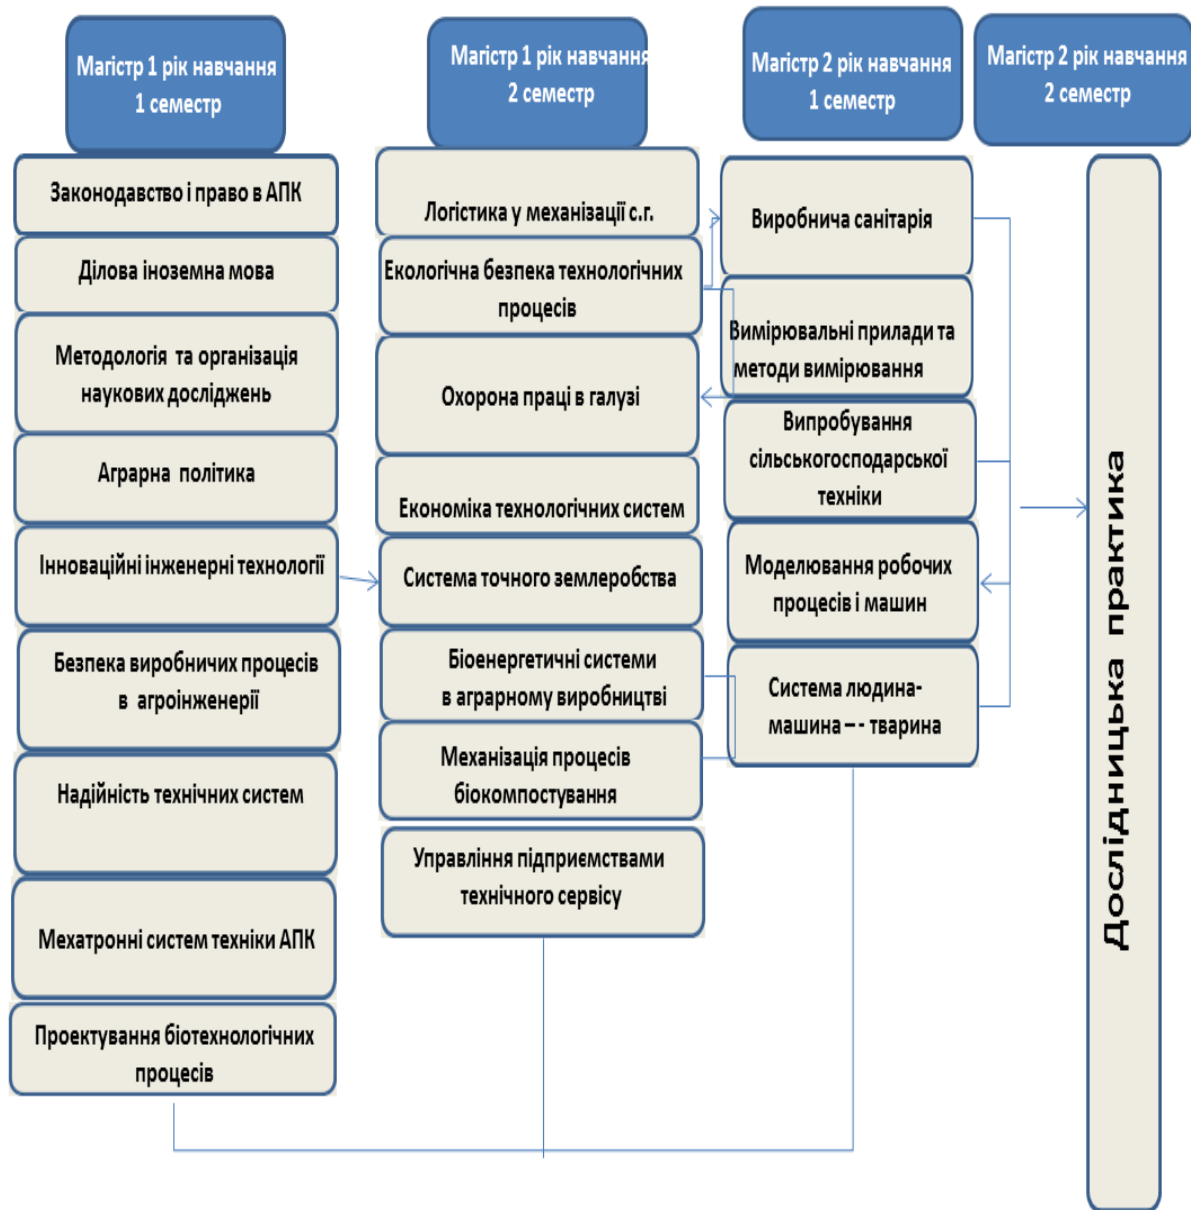 Магістр 1 рік навчання
1 семестр
Магістр 1 рік навчання
2 семестр
Магістр 2 рік навчання
1 семестр
Магістр 2 рік навчання
2 семестр
Законодавство і право в АПК
Ділова іноземна мова
Методологія та організація
наукових досліджень
Аграрна політика
Інноваційні інженерні технології
Безпека виробничих процесів
в агроінженерії
Надійність технічних систем
Мехатронні систем техніки АПК
Проектування біотехнологічних
процесів
Логістика у механізації с.г.
Екологічна безпека технологічних
процесів
Охорона праці в галузі
Економіка технологічних систем
Система точного землеробства
Біоенергетичні системи
в аграрному виробництві
Механізація процесів
біокомпостування
Управління підприємствами
технічного сервісу
Виробнича санітарія
Вимірювальні прилади та
методи вимірювання
Випробування
сільськогосподарської
техніки
Моделювання робочих
процесів і машин
Система людина-
машина – - тварина
Дослідницька практика